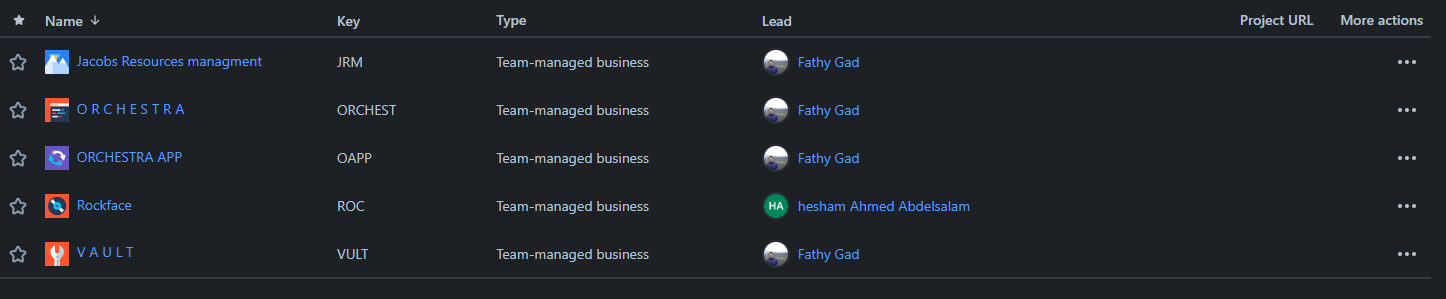 Name Key Type Lead Project URL More actions
Jacobs Resources managment JRM Team-managed business Fathy Gad
O R C H E S T R A ORCHEST Team-managed business Fathy Gad
ORCHESTRA APP OAPP Team-managed business Fathy Gad
Rockface ROC Team-managed business HA hesham Ahmed Abdelsalam
V A U L T VULT Team-managed business Fathy Gad